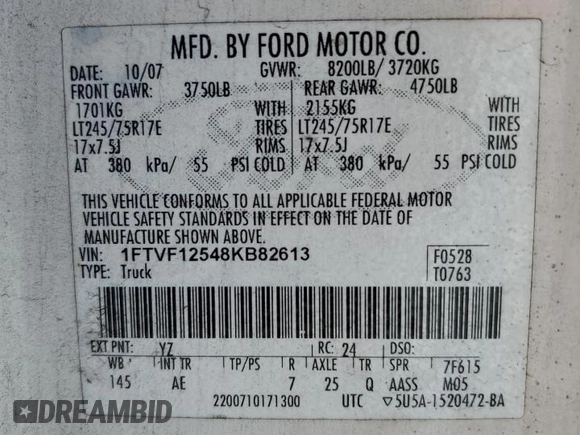 MFD. BY FORD MOTOR CO.
DATE: 10/07 GVWR: 8200LB/ 3720KG
FRONT GAWR: 3750LB REAR GAWR: 4750LB
1701KG WITH 2155KG WITH
LT245/75R17E TIRES LT245/75R17E TIRES
17x7.5J RIMS 17x7.5J RIMS
AT 380 kPa/ 55 PSI COLD AT 380 kPa/ 55 PSI COLD
THIS VEHICLE CONFORMS TO ALL APPLICABLE FEDERAL MOTOR
VEHICLE SAFETY STANDARDS IN EFFECT ON THE DATE OF
MANUFACTURE SHOWN ABOVE.
VIN: 1FTVF12548KB82613 F0528
TYPE: Truck T0763
EXT PNT: YZ RC: 24 DSO:
WB INT TR TP/PS R AXLE TR SPR 7F615
145 AE 7 25 Q AASS M05
2200710171300 UTC ▽5U5A-1520472-BA
DREAMBID DREAMBID